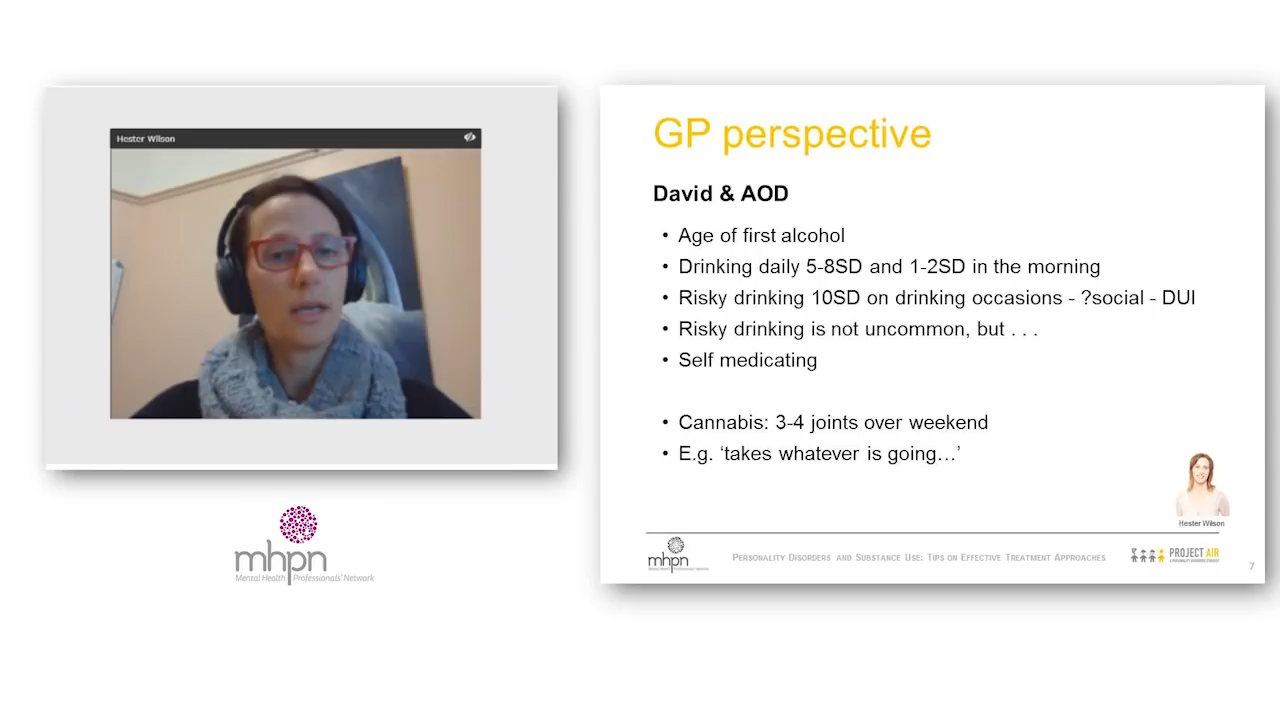 Hester Wilson
mhpn
Mental Health Professionals' Network
GP perspective
David & AOD
• Age of first alcohol
• Drinking daily 5-8SD and 1-2SD in the morning
• Risky drinking 10SD on drinking occasions - ?social - DUI
• Risky drinking is not uncommon, but . . .
• Self medicating
• Cannabis: 3-4 joints over weekend
• E.g. ‘takes whatever is going…’
Hester Wilson
mhpn
PERSONALITY DISORDERS AND SUBSTANCE USE: TIPS ON EFFECTIVE TREATMENT APPROACHES
PROJECT AIR
7